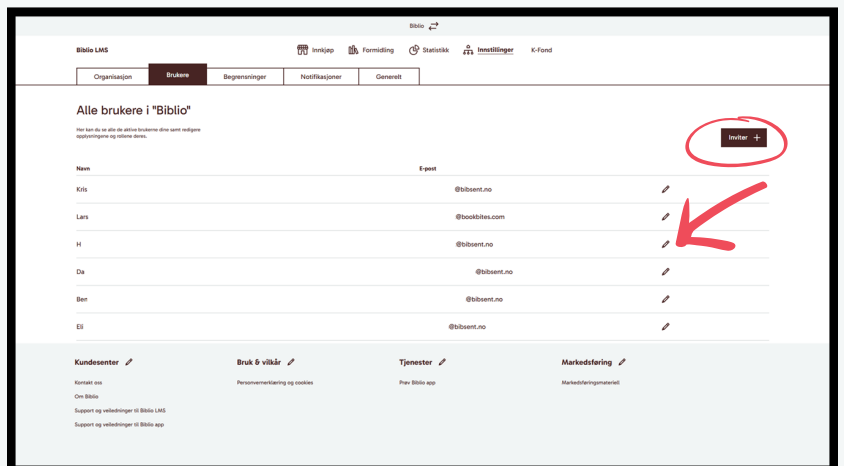 Biblio
Biblio LMS
Innkjøp
Formidling
Statistikk
Innstillinger
K-Fond
Organisasjon
Brukere
Begrensninger
Notifikasjoner
Generelt
Alle brukere i "Biblio"
Her kan du se alle de aktive brukerne dine samt redigere
opplysningene og rollene deres.
Inviter
Navn
E-post
Kris
@bibsent.no
Lars
@bookbites.com
H
@bibsent.no
Da
@bibsent.no
Ben
@bibsent.no
Eli
@bibsent.no
Kundesenter
Kontakt oss
Om Biblio
Support og veiledninger til Biblio LMS
Support og veiledninger til Biblio app
Bruk & vilkår
Personvernerklæring og cookies
Tjenester
Prøv Biblio app
Markedsføring
Markedsføringsmateriell